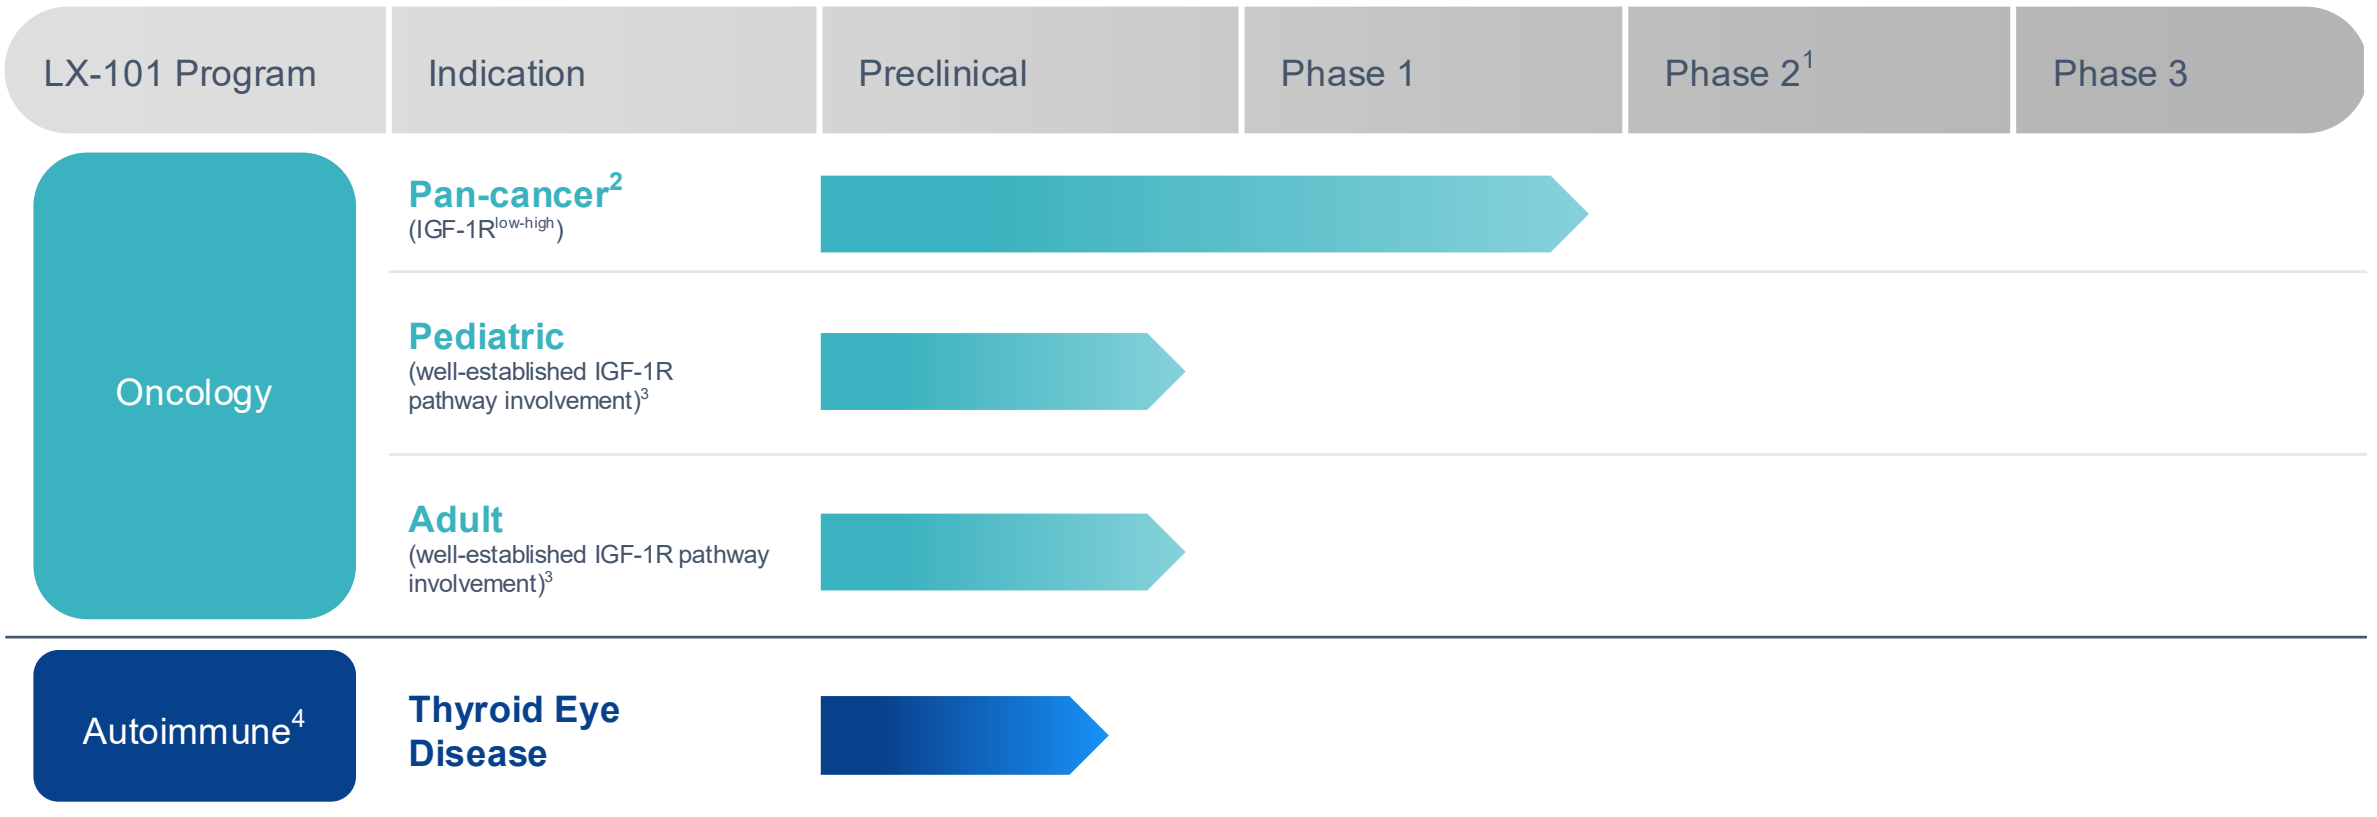 LX-101 Program
Indication
Preclinical
Phase 1
Phase 2¹
Phase 3
Oncology
Pan-cancer²
(IGF-1Rˡᵒʷ⁻ʰⁱᵍʰ)
Pediatric
(well-established IGF-1R
pathway involvement)³
Adult
(well-established IGF-1R pathway
involvement)³
Autoimmune⁴
Thyroid Eye
Disease